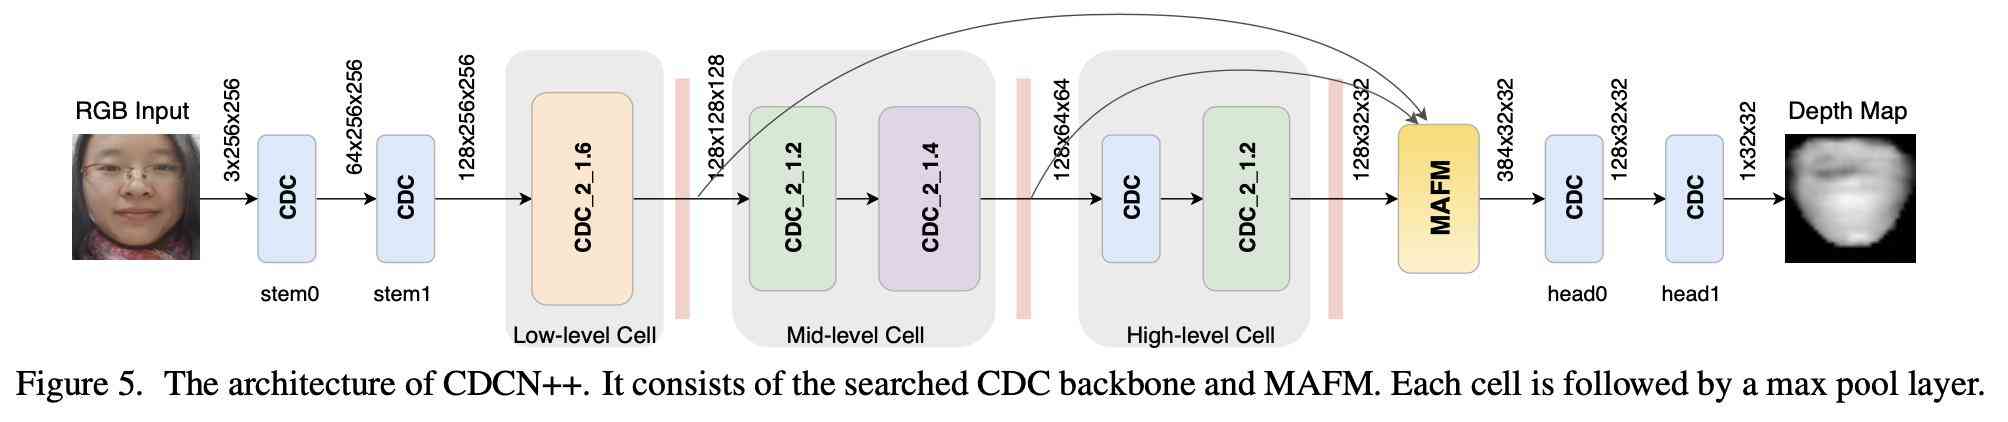 RGB Input
3x256x256
CDC
stem0
64x256x256
CDC
stem1
128x256x256
CDC_2_1.6
Low-level Cell
128x128x128
CDC_2_1.2
CDC_2_1.4
Mid-level Cell
128x64x64
CDC
CDC_2_1.2
High-level Cell
128x32x32
MAFM
384x32x32
CDC
head0
128x32x32
CDC
head1
1x32x32
Depth Map
Figure 5. The architecture of CDCN++. It consists of the searched CDC backbone and MAFM. Each cell is followed by a max pool layer.